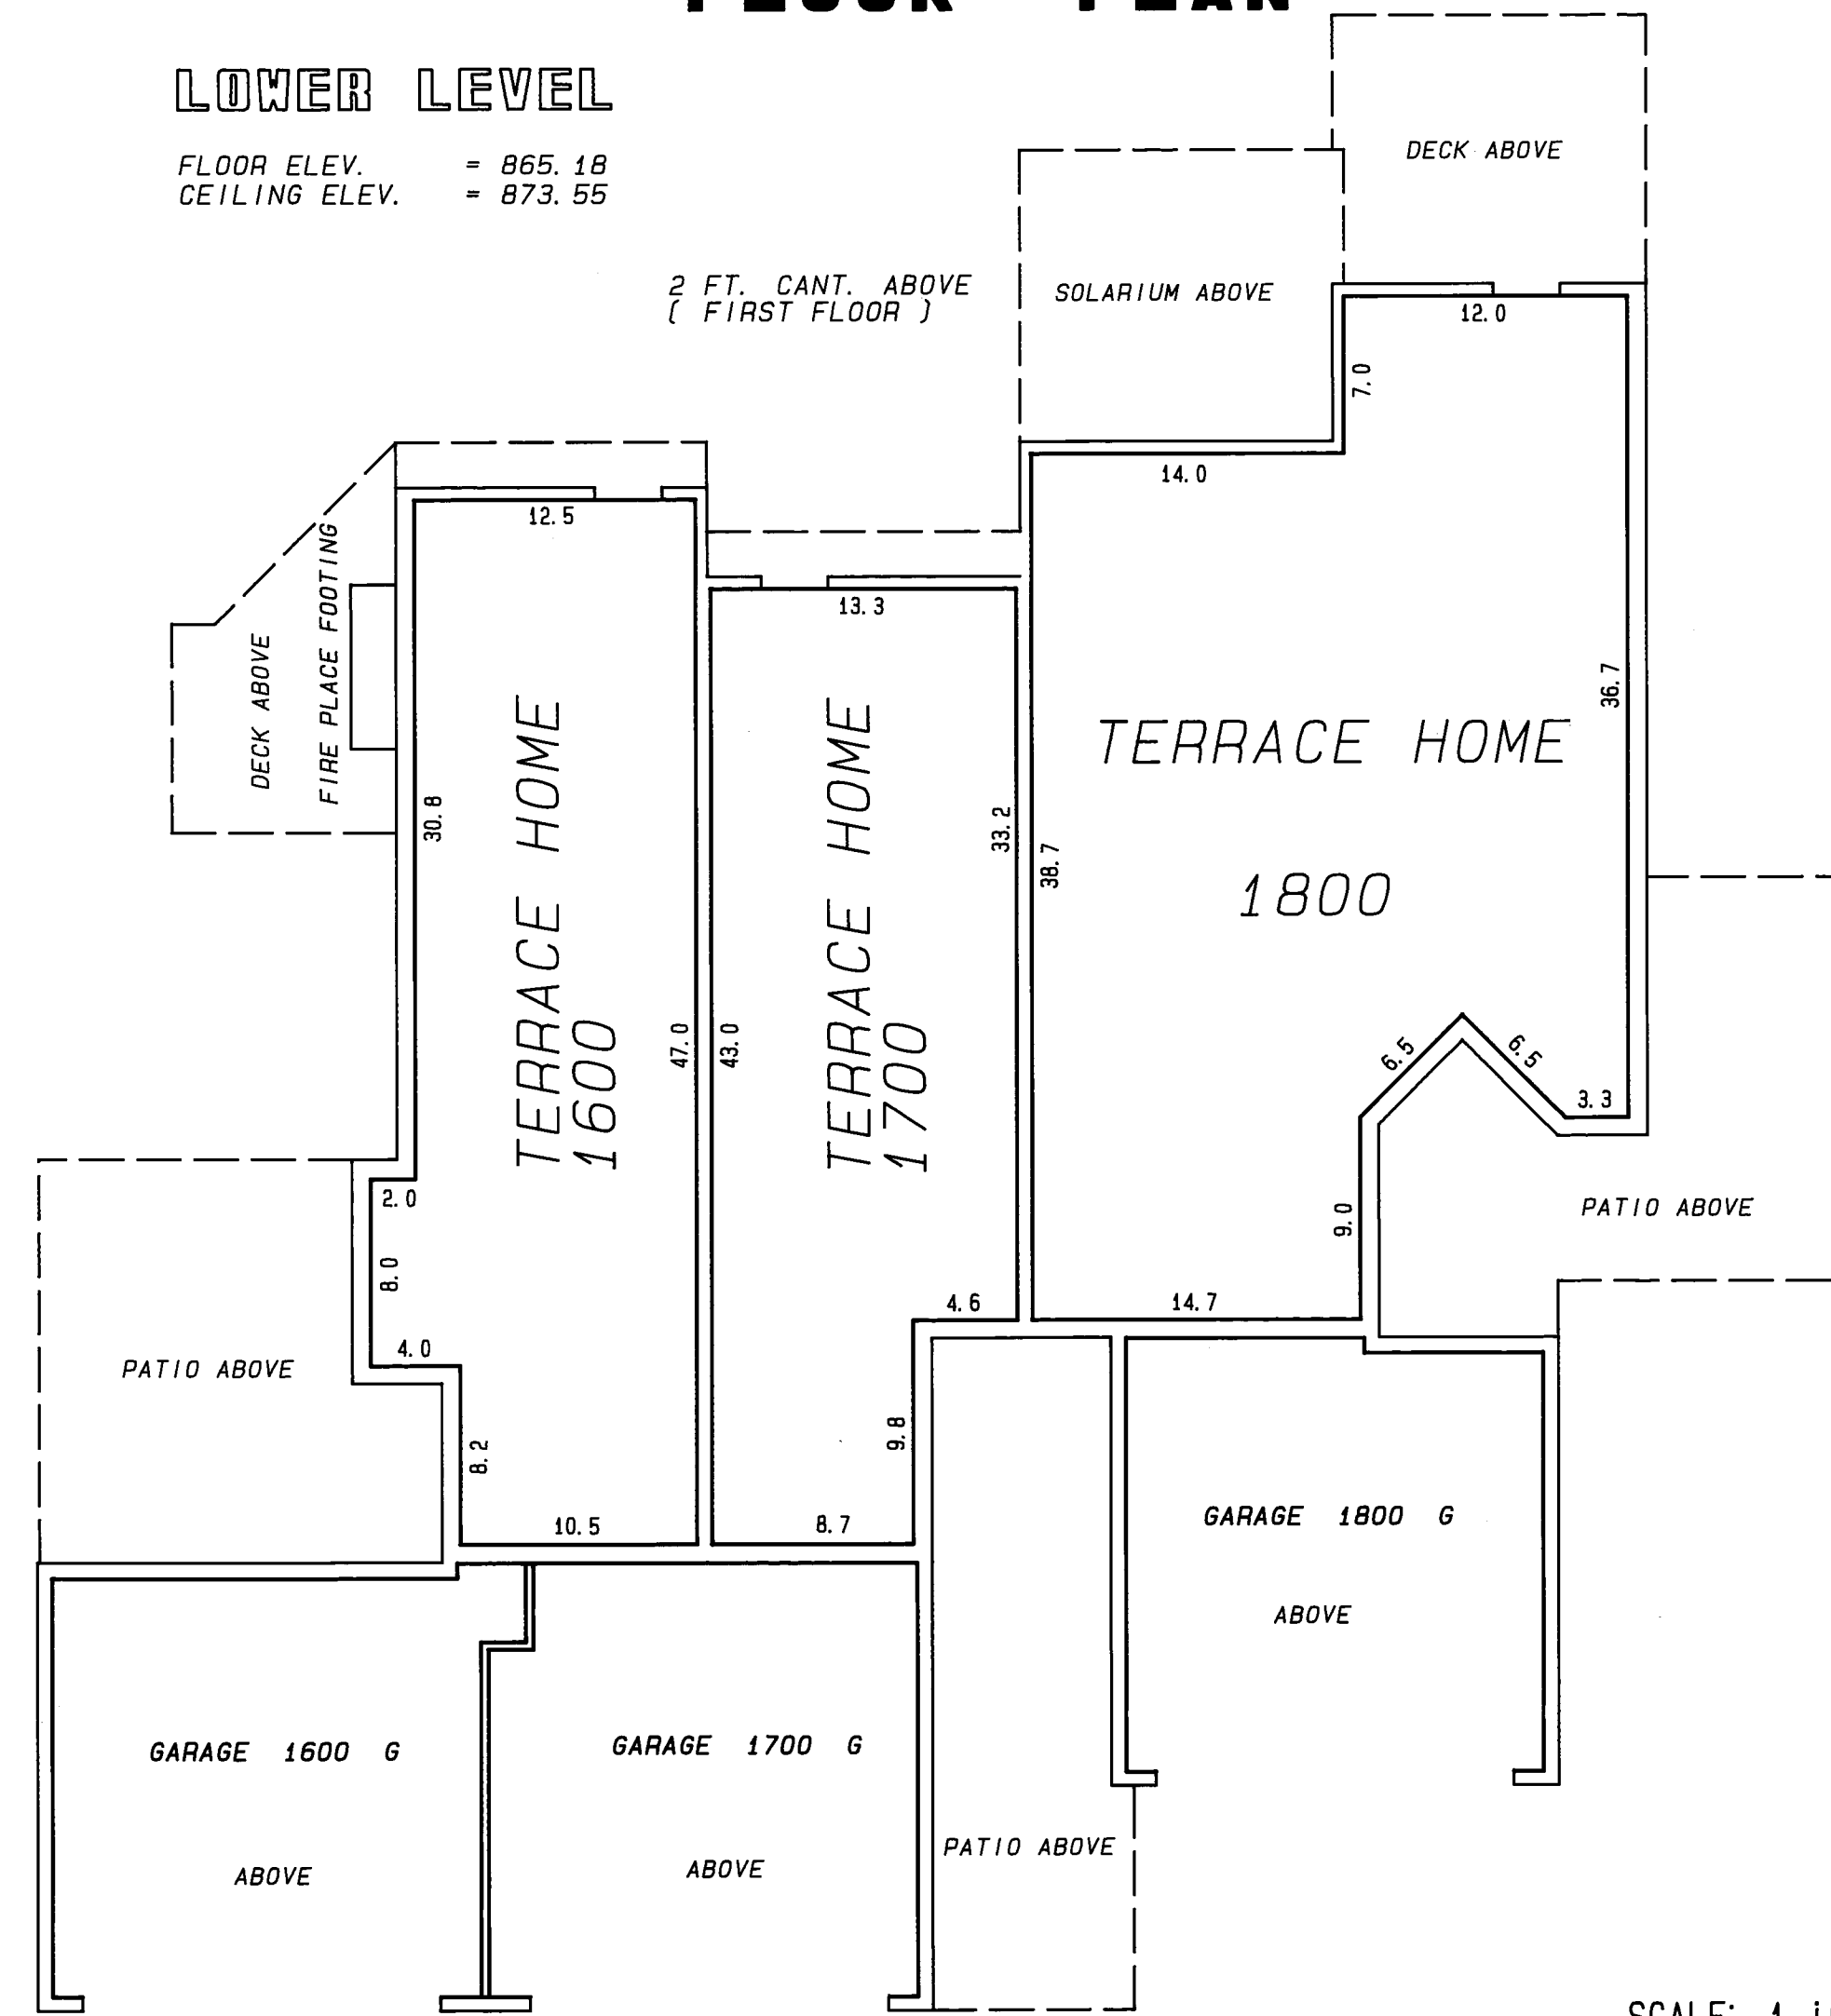 FLOOR PLAN
LOWER LEVEL
FLOOR ELEV. = 865.18
CEILING ELEV. = 873.55
2 FT. CANT. ABOVE
( FIRST FLOOR )
DECK ABOVE
SOLARIUM ABOVE
12.0
7.0
14.0
12.5
13.3
FIRE PLACE FOOTING
DECK ABOVE
30.8
TERRACE HOME
1600
47.0
43.0
TERRACE HOME
1700
33.2
38.7
TERRACE HOME
1800
36.7
6.5
6.5
3.3
9.0
14.7
4.6
PATIO ABOVE
2.0
8.0
4.0
PATIO ABOVE
8.2
10.5
8.7
9.8
GARAGE 1800 G
ABOVE
GARAGE 1600 G
ABOVE
GARAGE 1700 G
ABOVE
PATIO ABOVE
SCALE: 1